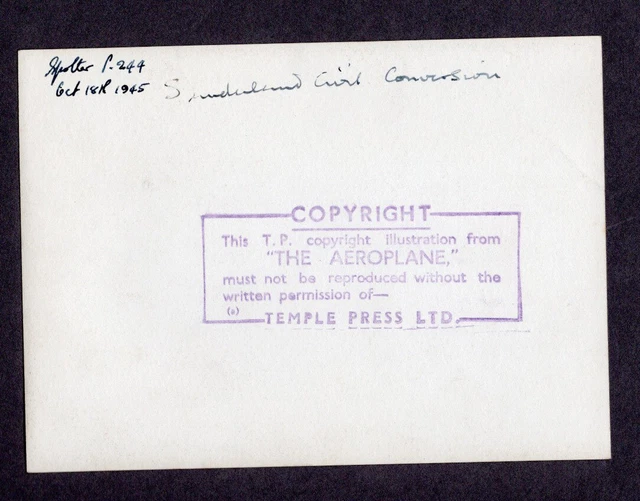 Spotter P. 244
Oct 18th 1945
Sunderland Civil Conversion
COPYRIGHT
This T.P. copyright illustration from
"THE AEROPLANE,"
must not be reproduced without the
written permission of—
(a)
TEMPLE PRESS LTD.